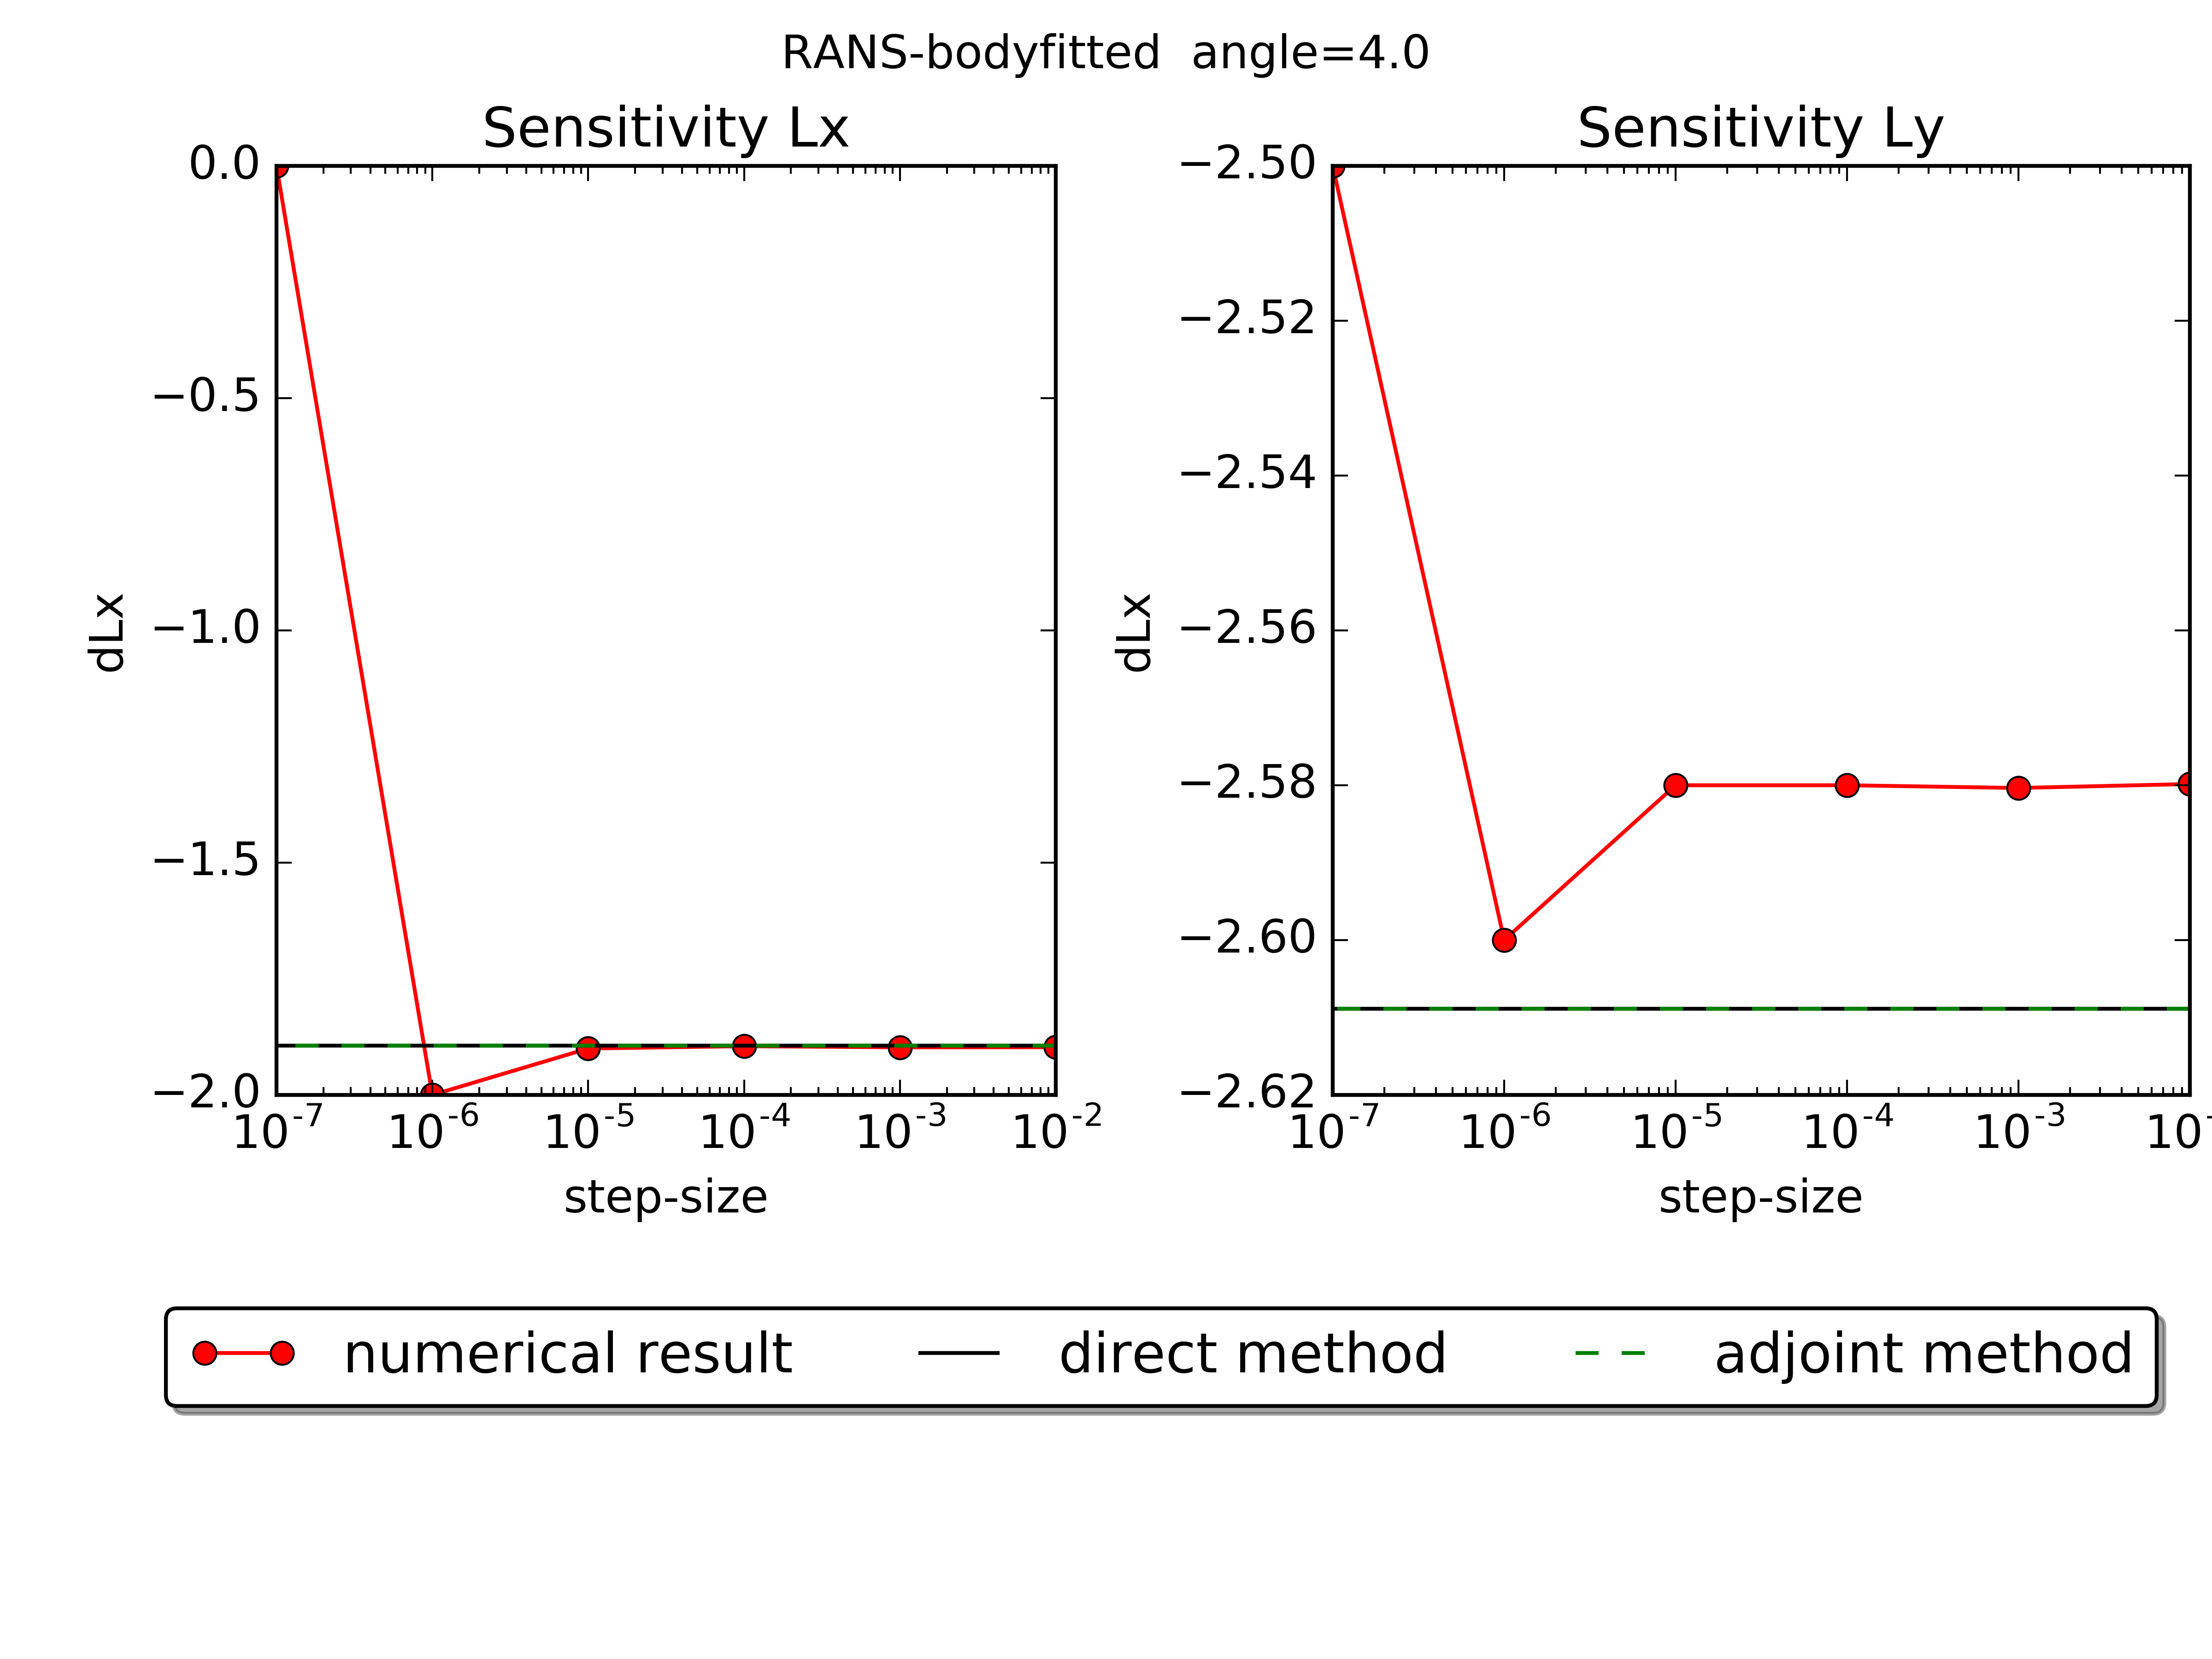 RANS-bodyfitted  angle=4.0
Sensitivity Lx
0.0
−0.5
−1.0
−1.5
−2.0
dLx
10^-7 10^-6 10^-5 10^-4 10^-3 10^-2
step-size
Sensitivity Ly
−2.50
−2.52
−2.54
−2.56
−2.58
−2.60
−2.62
dLx
10^-7 10^-6 10^-5 10^-4 10^-3 10^-
step-size
numerical result direct method adjoint method